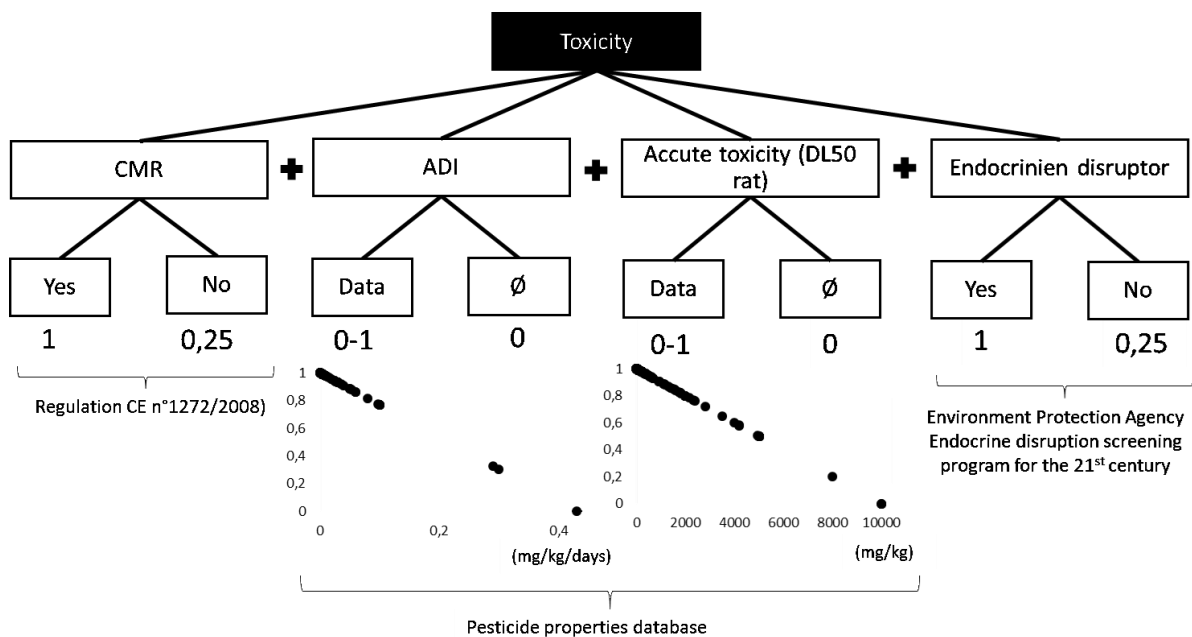 Toxicity
CMR
+
ADI
+
Accute toxicity (DL50
rat)
+
Endocrinien disruptor
Yes
No
Data
Ø
Data
Ø
Yes
No
1
0,25
0-1
0
0-1
0
1
0,25
Regulation CE n°1272/2008)
1
0,8
0,6
0,4
0,2
0
0
0,2
0,4
(mg/kg/days)
1
0,8
0,6
0,4
0,2
0
0
2000
4000
6000
8000
10000
(mg/kg)
Environment Protection Agency
Endocrine disruption screening
program for the 21st century
Pesticide properties database